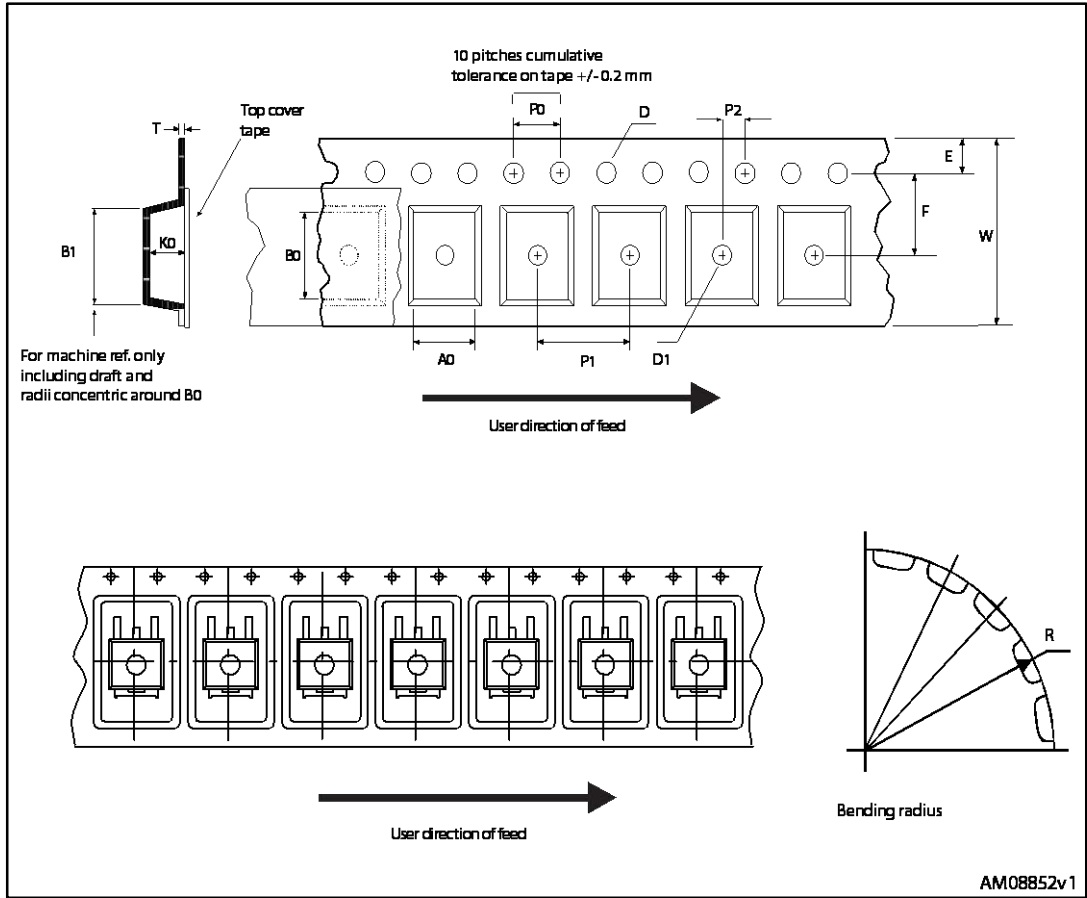 10 pitches cumulative
tolerance on tape +/- 0.2 mm
Top cover
tape
T
P0
D
P2
E
F
W
B1
K0
B0
For machine ref. only
including draft and
radii concentric around B0
A0
P1
D1
User direction of feed
R
Bending radius
User direction of feed
AM08852v1